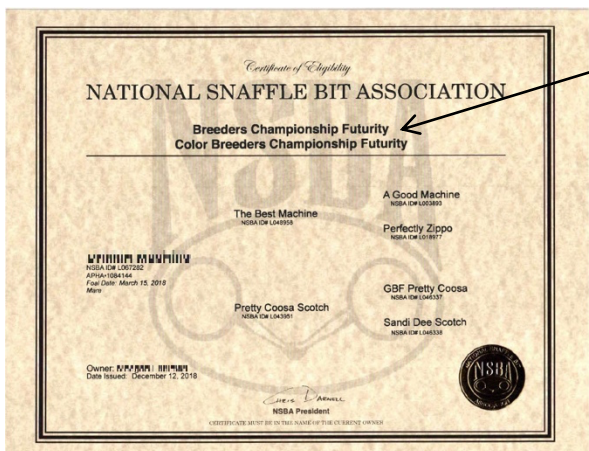 Certificate of Eligibility
NATIONAL SNAFFLE BIT ASSOCIATION
NSBA
Breeders Championship Futurity
Color Breeders Championship Futurity
A Good Machine
NSBA ID# L003893
The Best Machine
NSBA ID# L048958
Perfectly Zippo
NSBA ID# L018977
NSBA ID# L067282
APHA-1084144
Foal Date: March 15, 2018
Mare
GBF Pretty Coosa
NSBA ID# L046337
Pretty Coosa Scotch
NSBA ID# L043951
Sandi Dee Scotch
NSBA ID# L046338
Owner:
Date Issued: December 12, 2018
NSBA
NSBA President
CERTIFICATE MUST BE IN THE NAME OF THE CURRENT OWNER